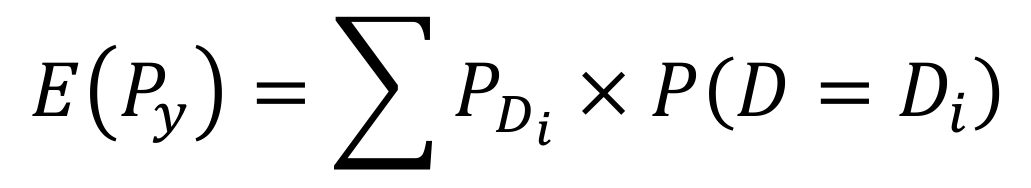 E(P_y) = ∑ P_{D_i} × P(D = D_i)